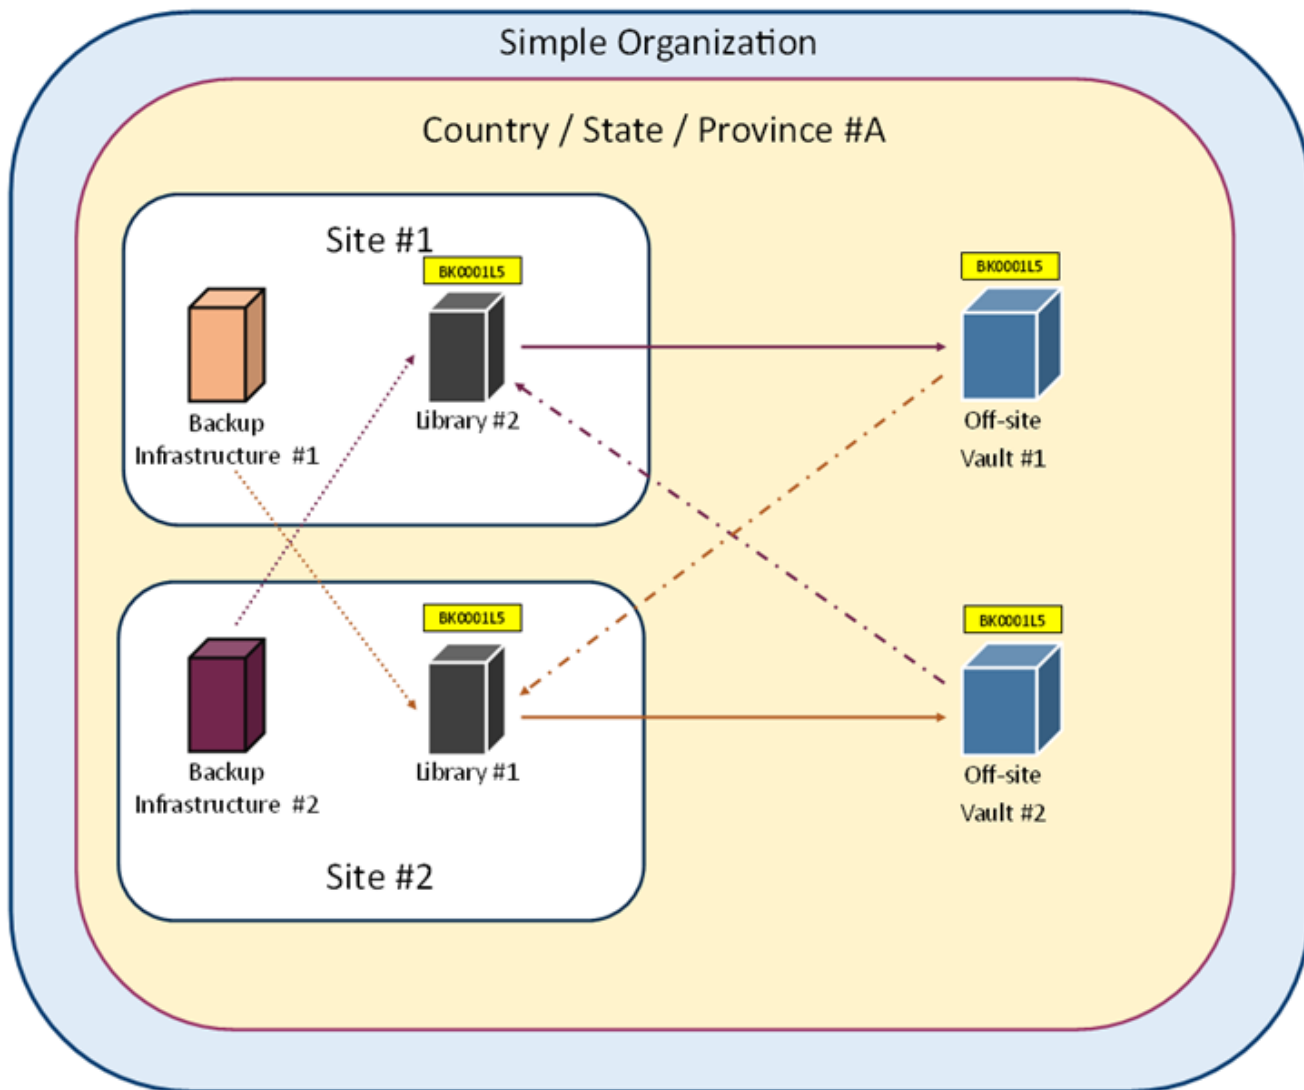 Simple Organization
Country / State / Province #A
Site #1
BK0001L5
BK0001L5
Backup
Infrastructure #1
Library #2
Off-site
Vault #1
BK0001L5
BK0001L5
Backup
Infrastructure #2
Library #1
Off-site
Vault #2
Site #2